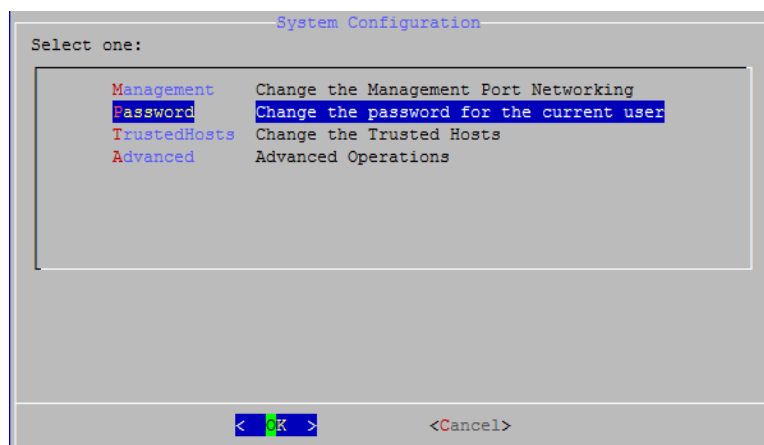 System Configuration
Select one:
Management Change the Management Port Networking
Password Change the password for the current user
TrustedHosts Change the Trusted Hosts
Advanced Advanced Operations
< OK > <Cancel>